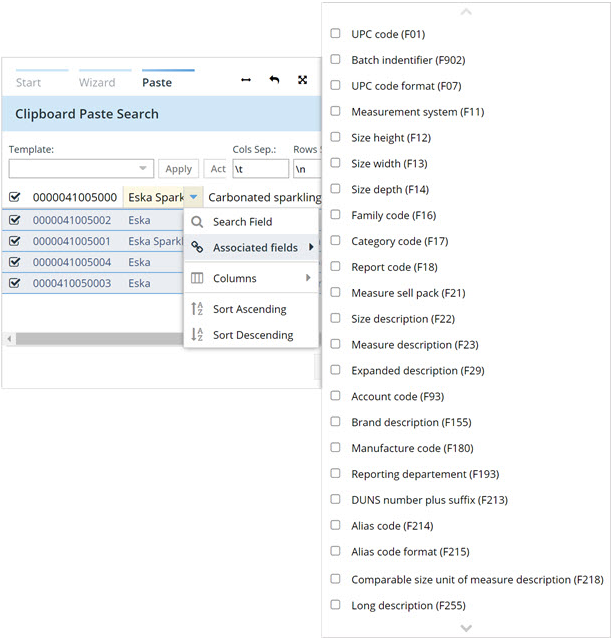 Start
Wizard
Paste
Clipboard Paste Search
Template:
Cols Sep.:
Rows
Apply
Act
\t
\n
0000041005000
Eska Spark
Carbonated sparkling
0000041005002
Eska
0000041005001
Eska Spark
0000041005004
Eska
0000410050003
Eska
Search Field
Associated fields
Columns
Sort Ascending
Sort Descending
UPC code (F01)
Batch indentifier (F902)
UPC code format (F07)
Measurement system (F11)
Size height (F12)
Size width (F13)
Size depth (F14)
Family code (F16)
Category code (F17)
Report code (F18)
Measure sell pack (F21)
Size description (F22)
Measure description (F23)
Expanded description (F29)
Account code (F93)
Brand description (F155)
Manufacture code (F180)
Reporting departement (F193)
DUNS number plus suffix (F213)
Alias code (F214)
Alias code format (F215)
Comparable size unit of measure description (F218)
Long description (F255)